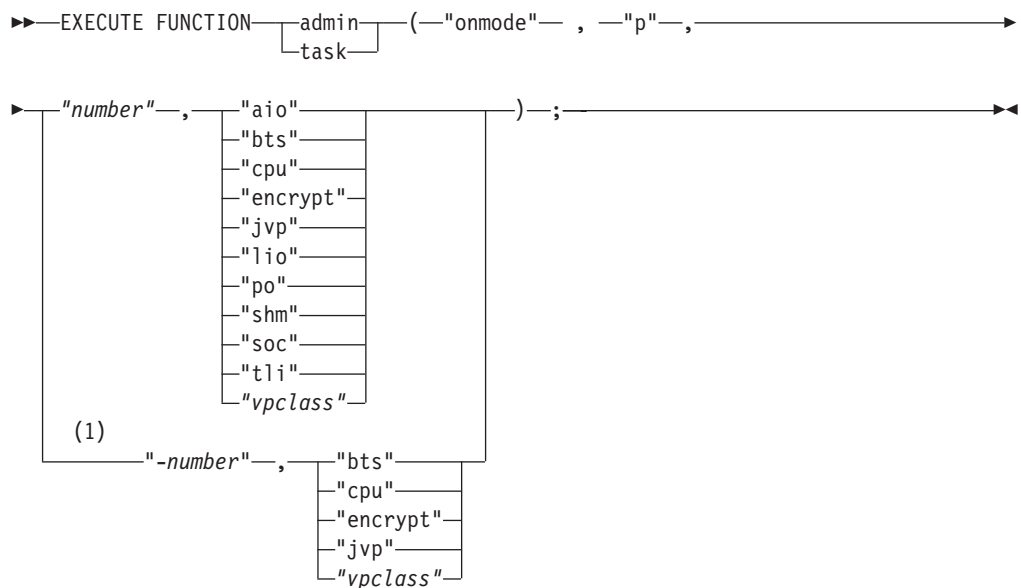 EXECUTE FUNCTION admin ( "onmode" , "p" ,
task
"number" , "aio" ) ;
"bts"
"cpu"
"encrypt"
"jvp"
"lio"
"po"
"shm"
"soc"
"tli"
"vpclass"
(1)
"-number" , "bts"
"cpu"
"encrypt"
"jvp"
"vpclass"